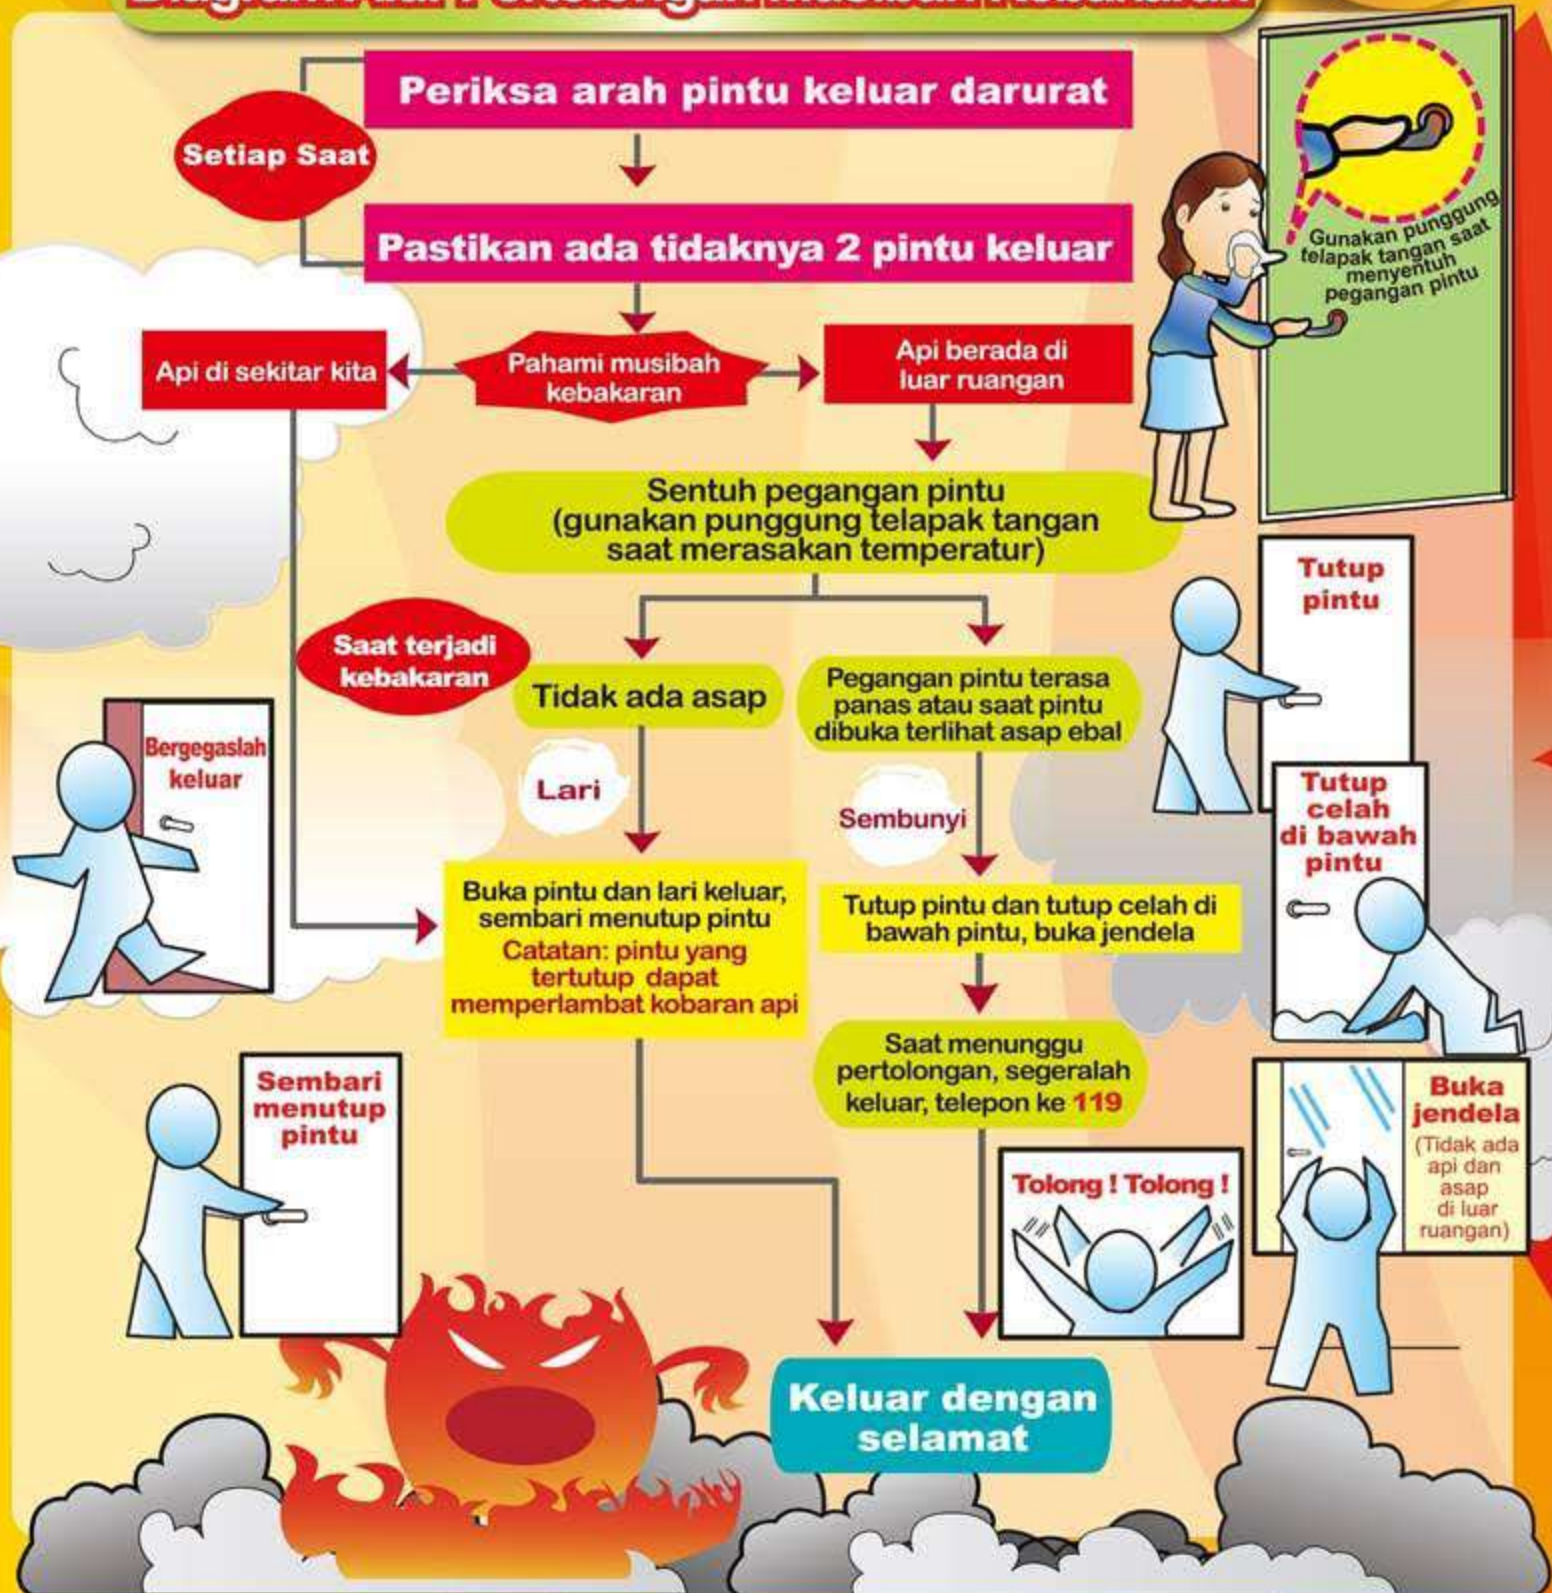 Diagram Alur Pertolongan Musibah Kebakaran
Periksa arah pintu keluar darurat
Setiap Saat
Pastikan ada tidaknya 2 pintu keluar
Gunakan punggung
telapak tangan saat
menyentuh
pegangan pintu
Api di sekitar kita
Pahami musibah
kebakaran
Api berada di
luar ruangan
Sentuh pegangan pintu
(gunakan punggung telapak tangan
saat merasakan temperatur)
Saat terjadi
kebakaran
Tidak ada asap
Pegangan pintu terasa
panas atau saat pintu
dibuka terlihat asap ebal
Tutup
pintu
Bergegaslah
keluar
Lari
Sembunyi
Tutup
celah
di bawah
pintu
Buka pintu dan lari keluar,
sembari menutup pintu
Catatan: pintu yang
tertutup dapat
memperlambat kobaran api
Tutup pintu dan tutup celah di
bawah pintu, buka jendela
Saat menunggu
pertolongan, segeralah
keluar, telepon ke 119
Sembari
menutup
pintu
Buka
jendela
(Tidak ada
api dan
asap
di luar
ruangan)
Tolong ! Tolong !
Keluar dengan
selamat